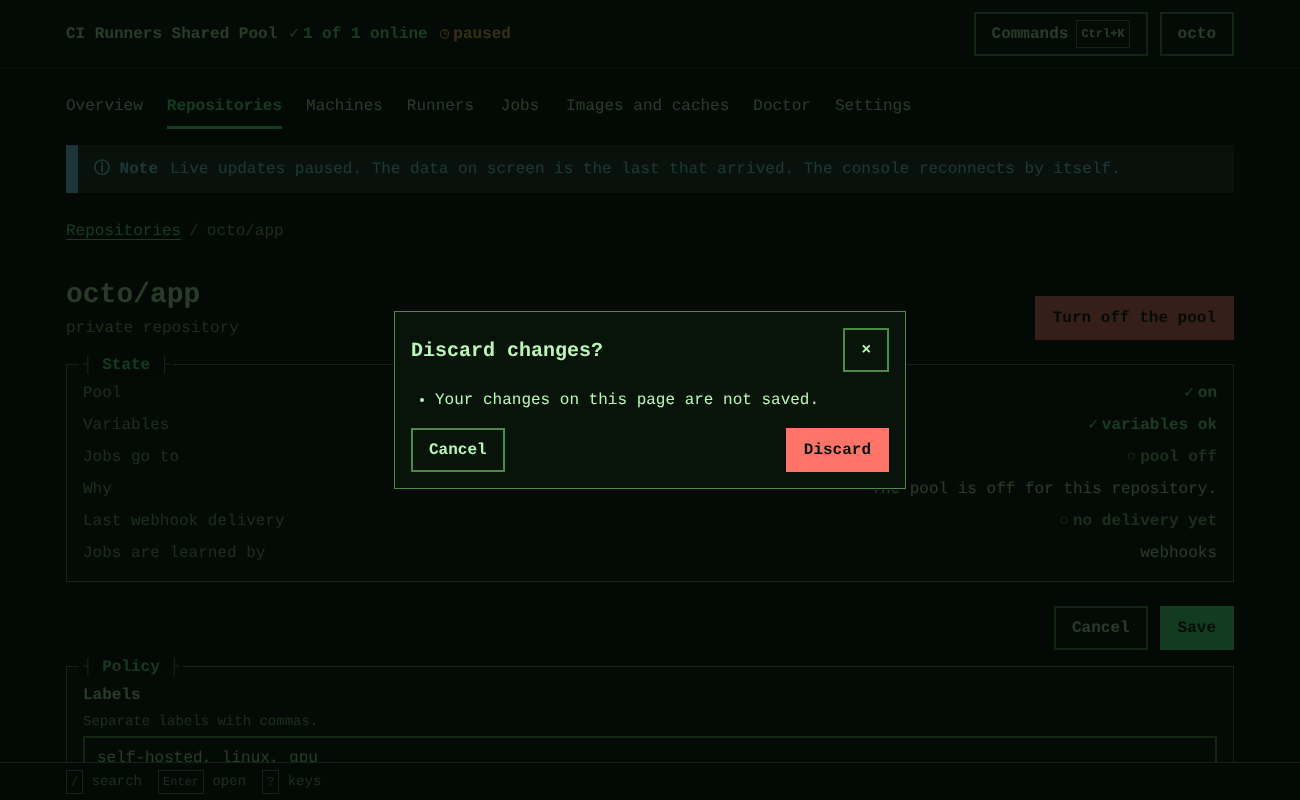 CI Runners Shared Pool ✓ 1 of 1 online ◷ paused Commands Ctrl+K octo
Overview Repositories Machines Runners Jobs Images and caches Doctor Settings
ⓘ Note Live updates paused. The data on screen is the last that arrived. The console reconnects by itself.
Repositories / octo/app
octo/app
private repository
Turn off the pool
Discard changes? ×
• Your changes on this page are not saved.
Cancel Discard
State
Pool ✓ on
Variables ✓ variables ok
Jobs go to ○ pool off
Why The pool is off for this repository.
Last webhook delivery ○ no delivery yet
Jobs are learned by webhooks
Cancel Save
Policy
Labels
Separate labels with commas.
self-hosted, linux, gpu
/ search Enter open ? keys